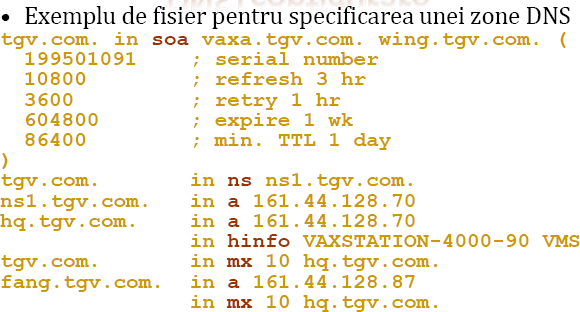 • Exemplu de fisier pentru specificarea unei zone DNS
tgv.com. in soa vaxa.tgv.com. wing.tgv.com. (
199501091 ; serial number
10800 ; refresh 3 hr
3600 ; retry 1 hr
604800 ; expire 1 wk
86400 ; min. TTL 1 day
)
tgv.com. in ns ns1.tgv.com.
ns1.tgv.com. in a 161.44.128.70
hq.tgv.com. in a 161.44.128.70
in hinfo VAXSTATION-4000-90 VMS
tgv.com. in mx 10 hq.tgv.com.
fang.tgv.com. in a 161.44.128.87
in mx 10 hq.tgv.com.